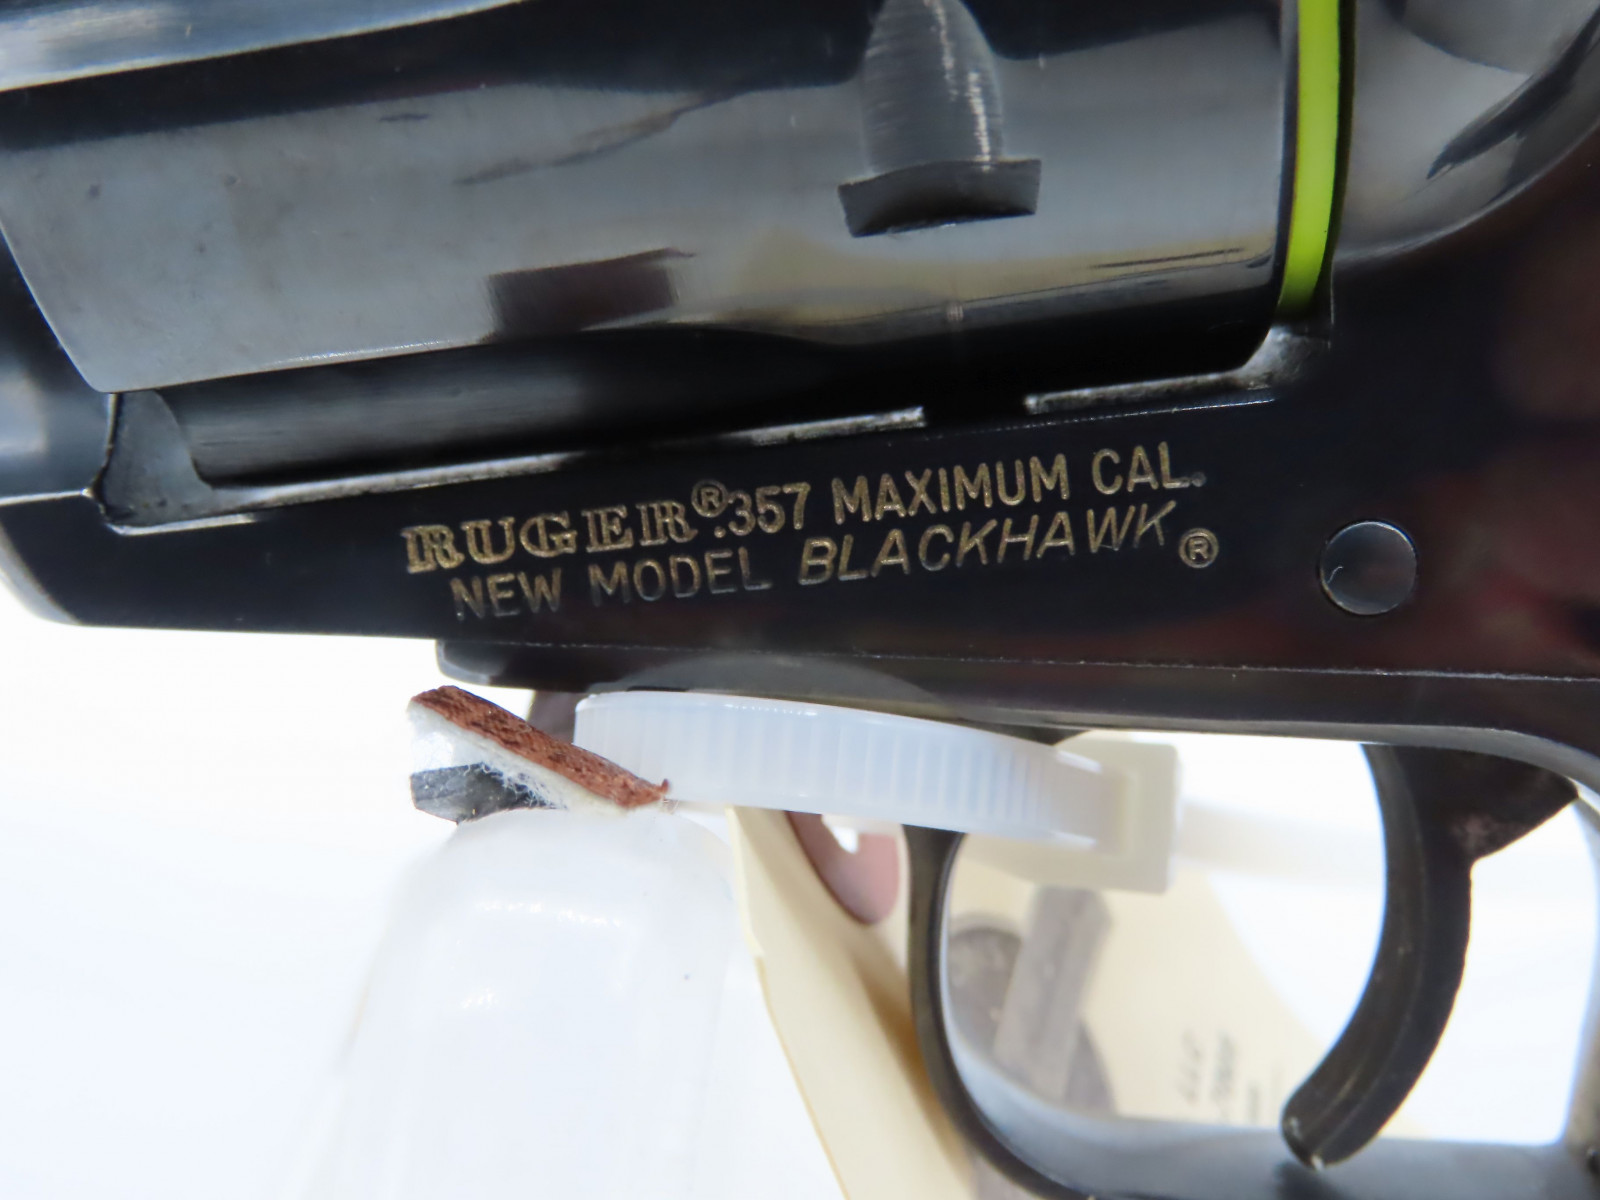 RUGER® .357 MAXIMUM CAL.
NEW MODEL BLACKHAWK®